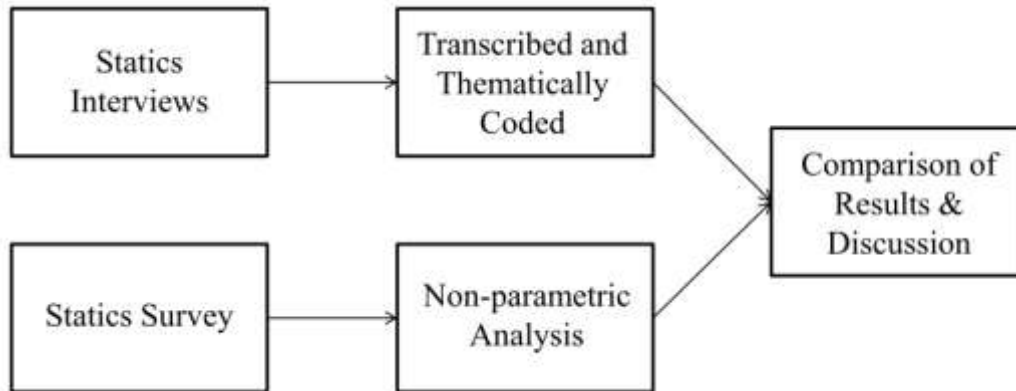 Statics
Interviews
Transcribed and
Thematically
Coded
Comparison of
Results &
Discussion
Statics Survey
Non-parametric
Analysis